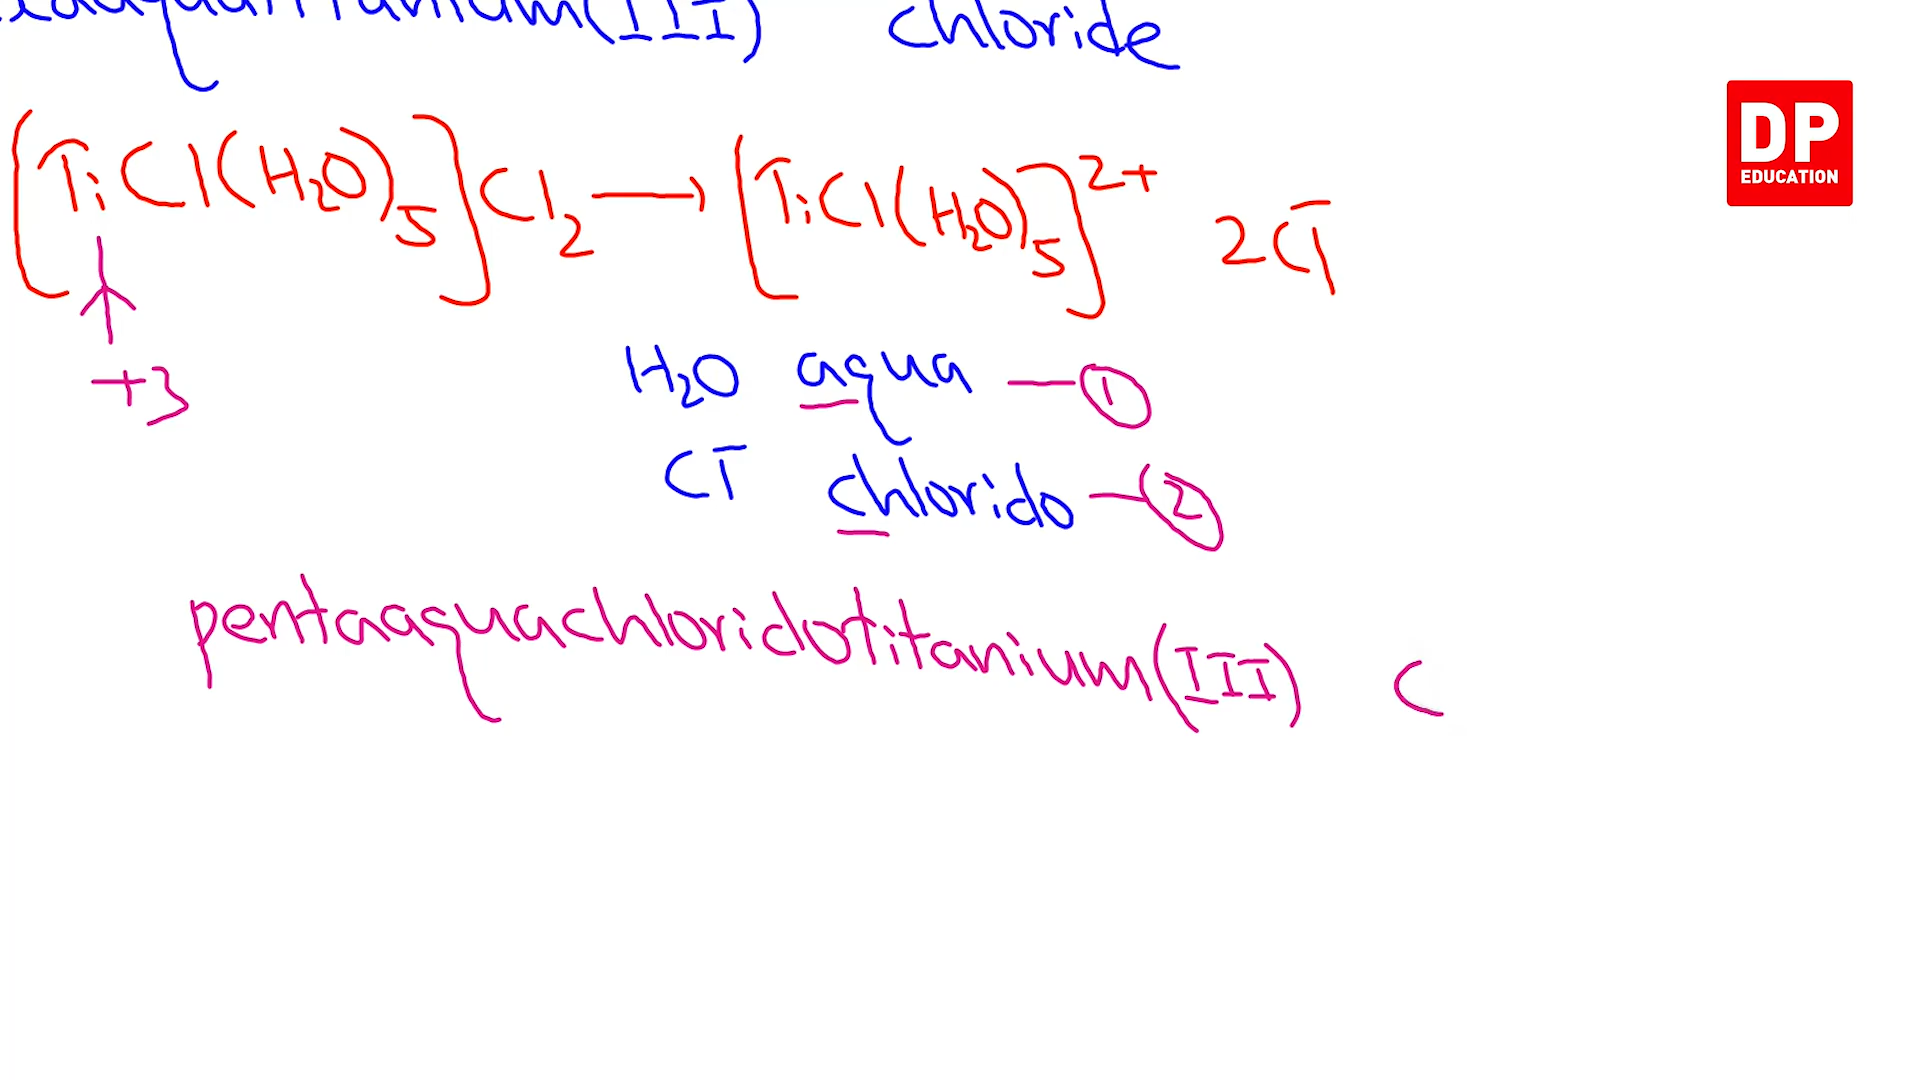 chloride
[TiCl(H₂O)₅]Cl₂ → [TiCl(H₂O)₅]²⁺ 2Cl⁻
+3
H₂O aqua — ①
Cl⁻ chlorido — ②
pentaaquachloridotitanium(III) C
DP
EDUCATION